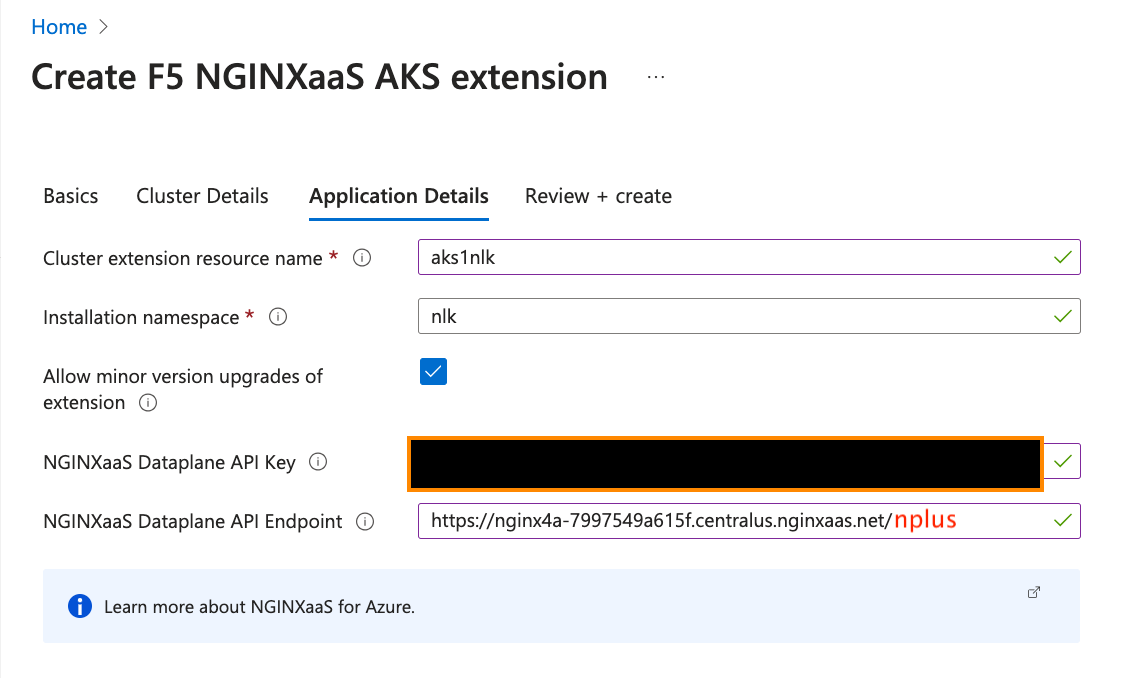 Home
Create F5 NGINXaaS AKS extension
Basics Cluster Details Application Details Review + create
Cluster extension resource name * aks1nlk
Installation namespace * nlk
Allow minor version upgrades of
extension
NGINXaaS Dataplane API Key
NGINXaaS Dataplane API Endpoint https://nginx4a-7997549a615f.centralus.nginxaas.net/nplus
Learn more about NGINXaaS for Azure.